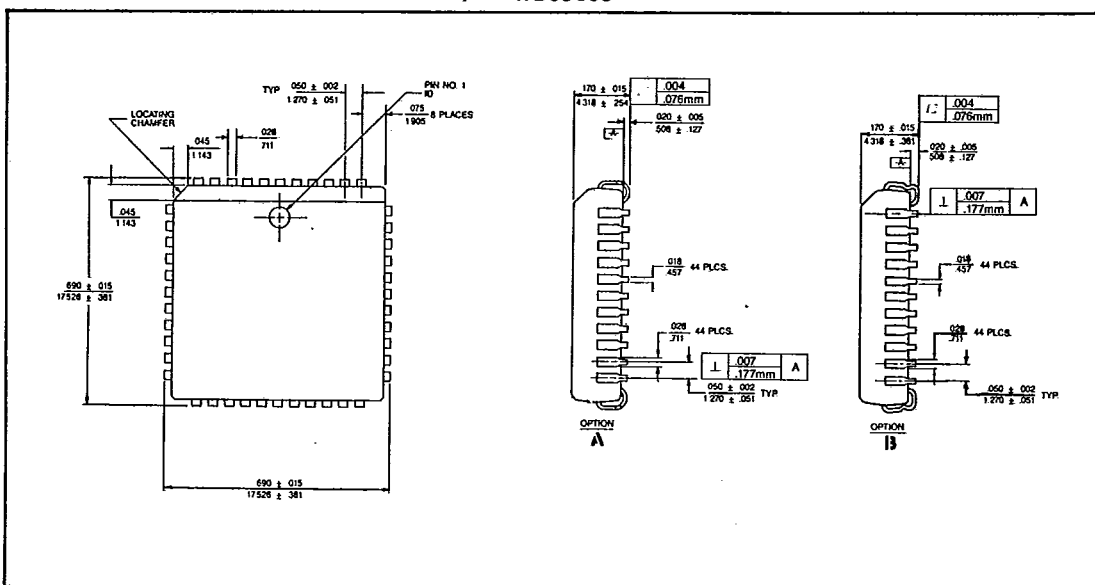 TYP
050 ± 002
1.270 ± .051
PIN NO. 1
ID
075
1 905
8 PLACES
LOCATING
CHAMFER
.045
1 143
.028
.711
.045
1 143
690 ± 015
17526 ± 381
690 ± 015
17 526 ± 381
170 ± 015
4 318 ± 254
.004
.076mm
020 ± 005
508 ± 127
-A-
.018
.457
44 PLCS.
.028
.711
44 PLCS.
⊥
.007
.177mm
A
.050 ± .002
1 270 ± .051
TYP.
OPTION
A
170 ± .015
4 318 ± .381
.004
.076mm
020 ± .005
508 ± .127
-A-
⊥
.007
.177mm
A
.018
.457
44 PLCS.
.028
.711
44 PLCS.
.050 ± .002
1.270 ± .051
TYP.
OPTION
B